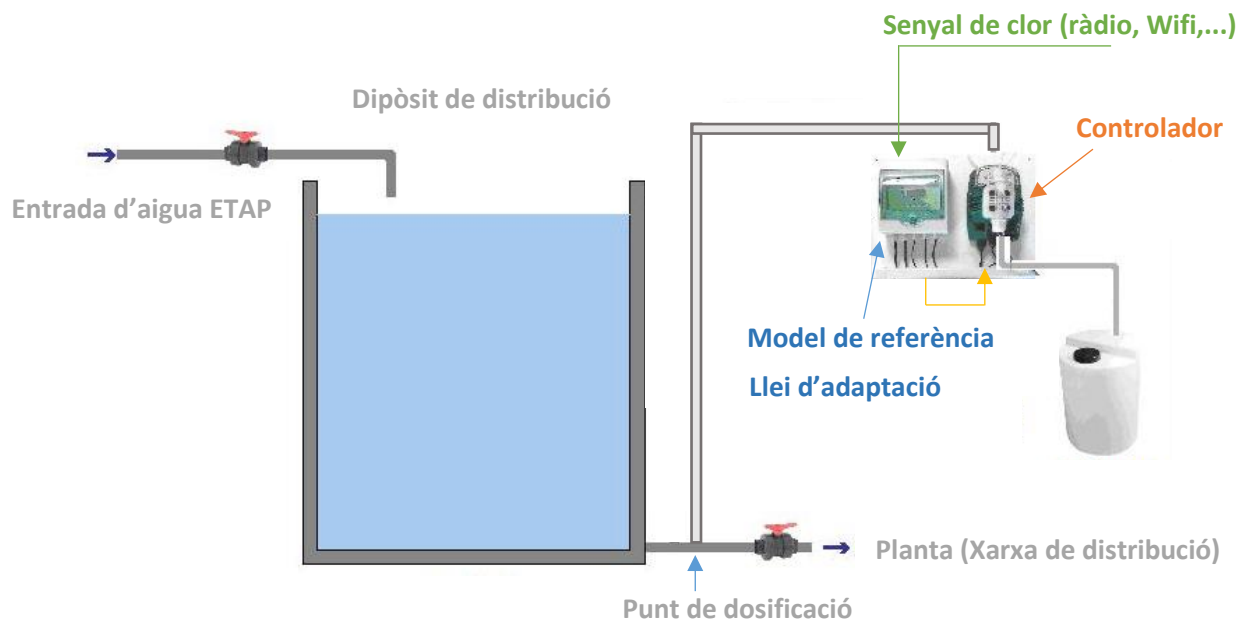 Senyal de clor (ràdio, Wifi,...)
Dipòsit de distribució
Controlador
Entrada d’aigua ETAP
Model de referència
Llei d’adaptació
Planta (Xarxa de distribució)
Punt de dosificació